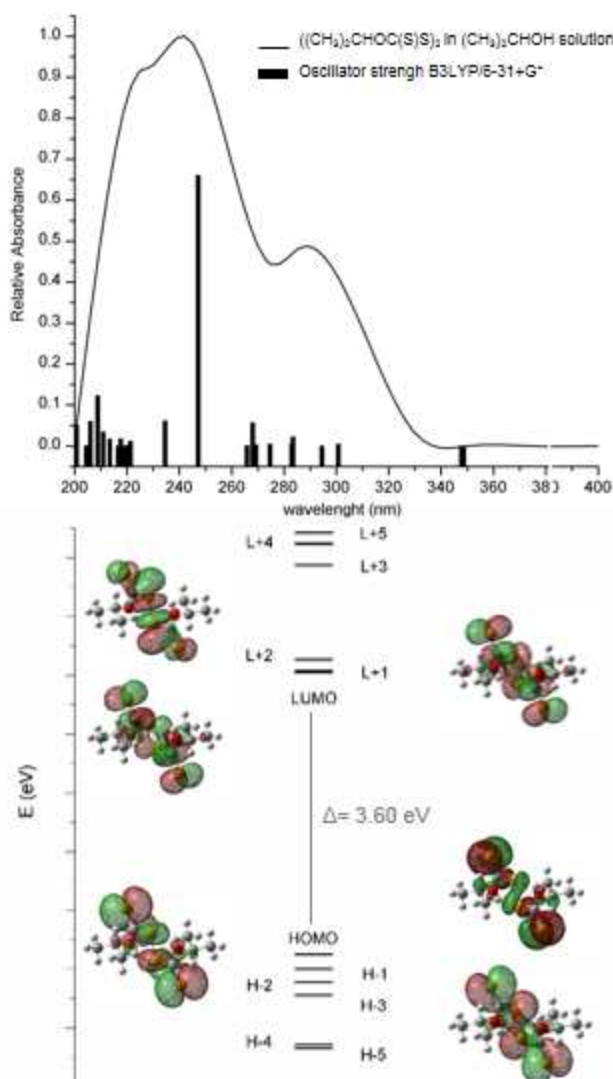 ((CH₃)₂CHOC(S)S)₂ in (CH₃)₂CHOH solution
Oscillator strengh B3LYP/6-31+G*
Relative Absorbance
1.0
0.9
0.8
0.7
0.6
0.5
0.4
0.3
0.2
0.1
0.0
200 220 240 260 280 300 320 340 360 380 400
wavelenght (nm)
L+5
L+4
L+3
L+2
L+1
LUMO
E (eV)
Δ= 3.60 eV
HOMO
H-1
H-2
H-3
H-4
H-5